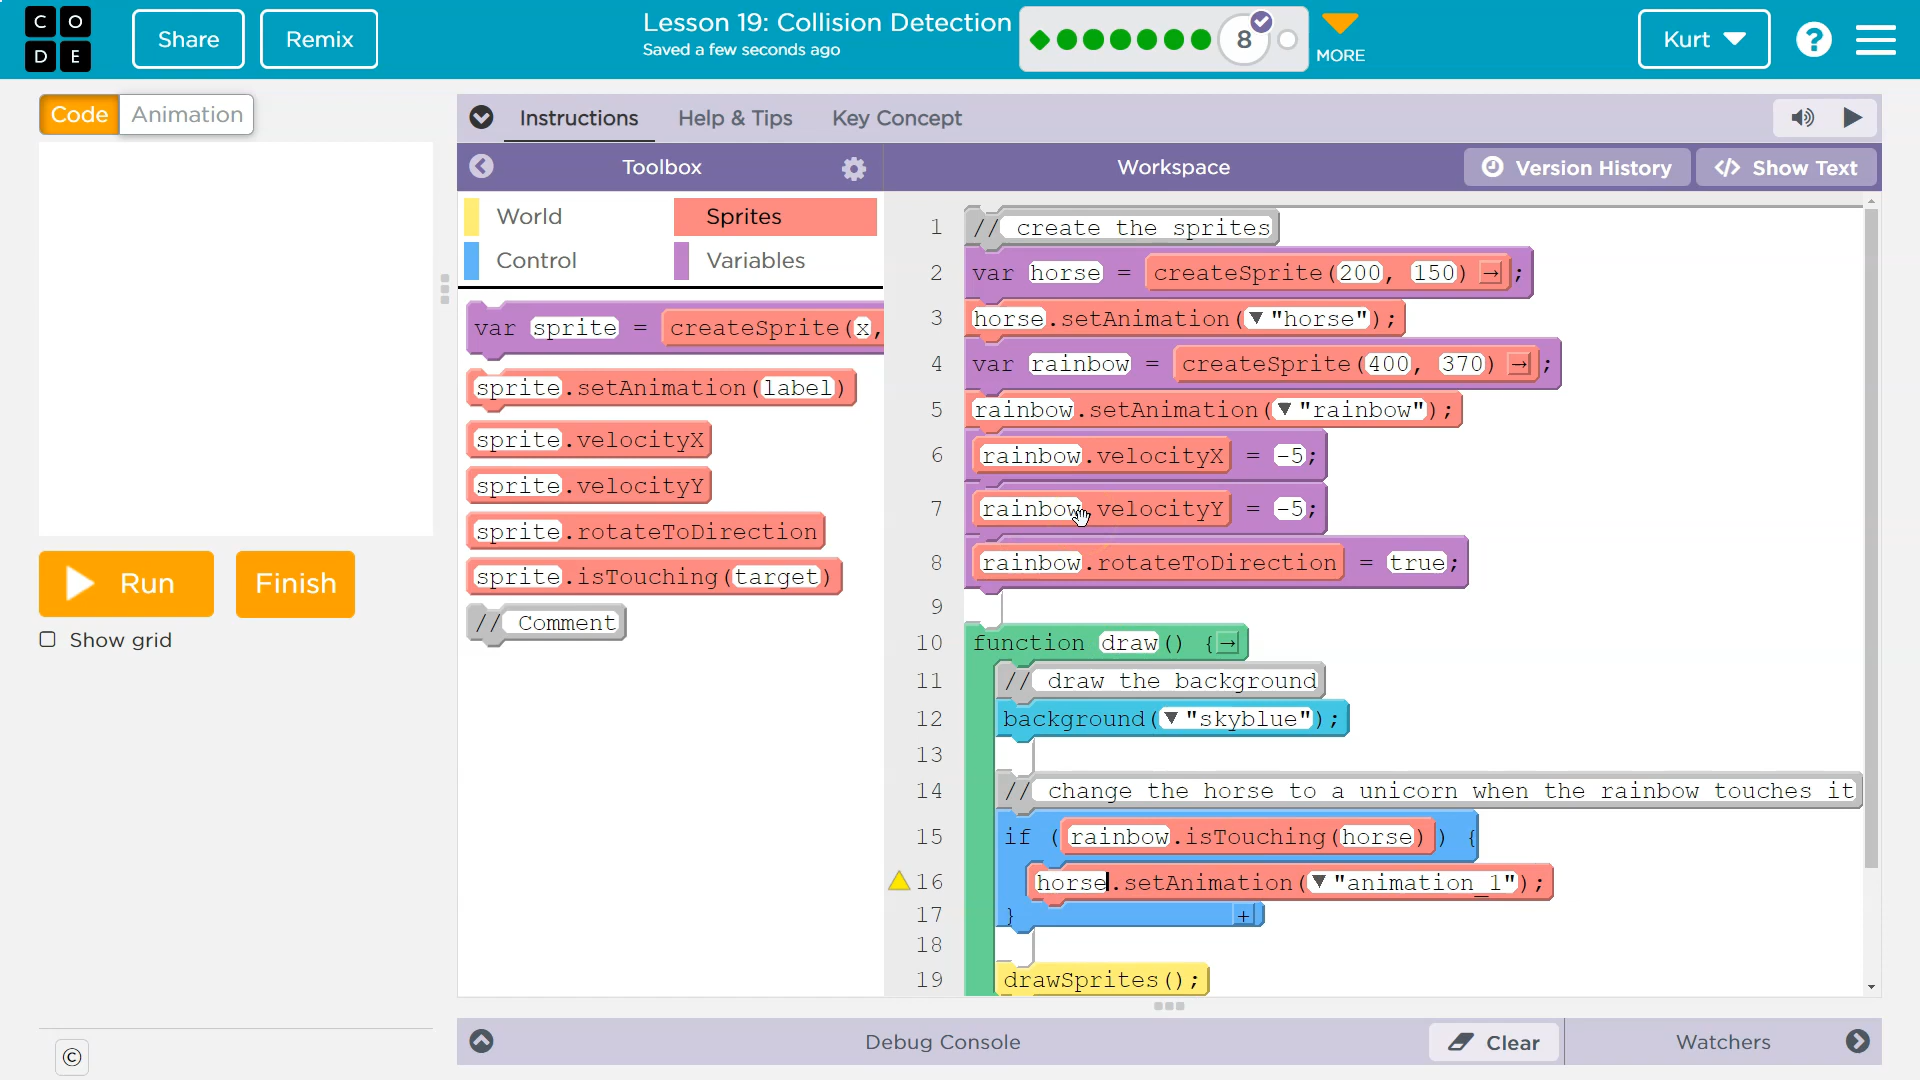 CODE
Share
Remix
Lesson 19: Collision Detection
Saved a few seconds ago
8
MORE
Kurt
?
Code
Animation
Instructions
Help & Tips
Key Concept
Toolbox
Workspace
Version History
</> Show Text
World
Sprites
Control
Variables
var sprite = createSprite(x,
sprite.setAnimation(label)
sprite.velocityX
sprite.velocityY
sprite.rotateToDirection
sprite.isTouching(target)
// Comment
Run
Finish
Show grid
1 // create the sprites
2 var horse = createSprite(200, 150) → ;
3 horse.setAnimation(▼"horse");
4 var rainbow = createSprite(400, 370) → ;
5 rainbow.setAnimation(▼"rainbow");
6 rainbow.velocityX = -5;
7 rainbow.velocityY = -5;
8 rainbow.rotateToDirection = true;
9
10 function draw() {→
11 // draw the background
12 background(▼"skyblue");
13
14 // change the horse to a unicorn when the rainbow touches it
15 if (rainbow.isTouching(horse)) {
16 horse.setAnimation(▼"animation_1");
17 } +
18
19 drawSprites();
©
Debug Console
Clear
Watchers